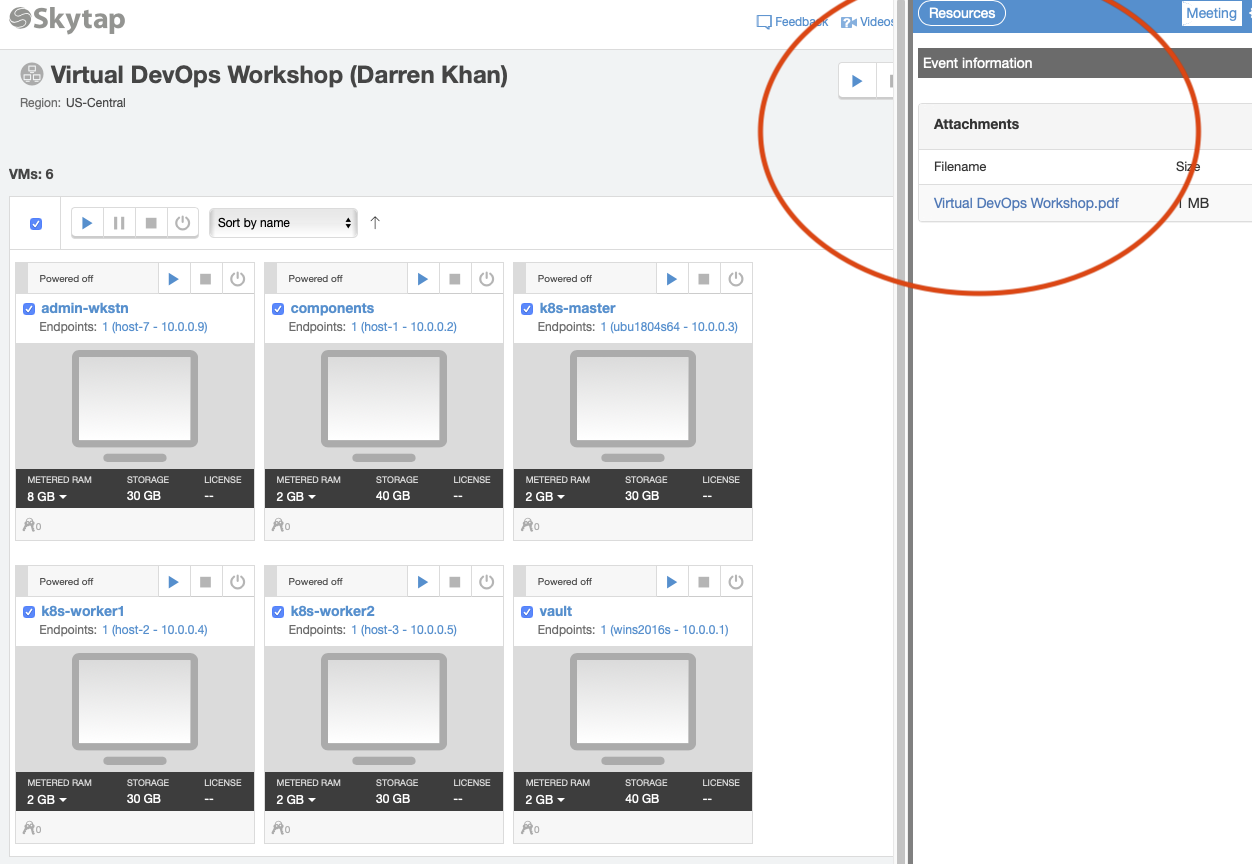 Skytap
Feedback
Videos
Virtual DevOps Workshop (Darren Khan)
Region: US-Central
VMs: 6
Sort by name
Powered off
Powered off
Powered off
admin-wkstn
components
k8s-master
Endpoints: 1 (host-7 - 10.0.0.9)
Endpoints: 1 (host-1 - 10.0.0.2)
Endpoints: 1 (ubu1804s64 - 10.0.0.3)
METERED RAM STORAGE LICENSE
METERED RAM STORAGE LICENSE
METERED RAM STORAGE LICENSE
8 GB 30 GB --
2 GB 40 GB --
2 GB 30 GB --
0
0
0
Powered off
Powered off
Powered off
k8s-worker1
k8s-worker2
vault
Endpoints: 1 (host-2 - 10.0.0.4)
Endpoints: 1 (host-3 - 10.0.0.5)
Endpoints: 1 (wins2016s - 10.0.0.1)
METERED RAM STORAGE LICENSE
METERED RAM STORAGE LICENSE
METERED RAM STORAGE LICENSE
2 GB 30 GB --
2 GB 30 GB --
2 GB 40 GB --
0
0
0
Resources
Meeting
Event information
Attachments
Filename Size
Virtual DevOps Workshop.pdf 1 MB